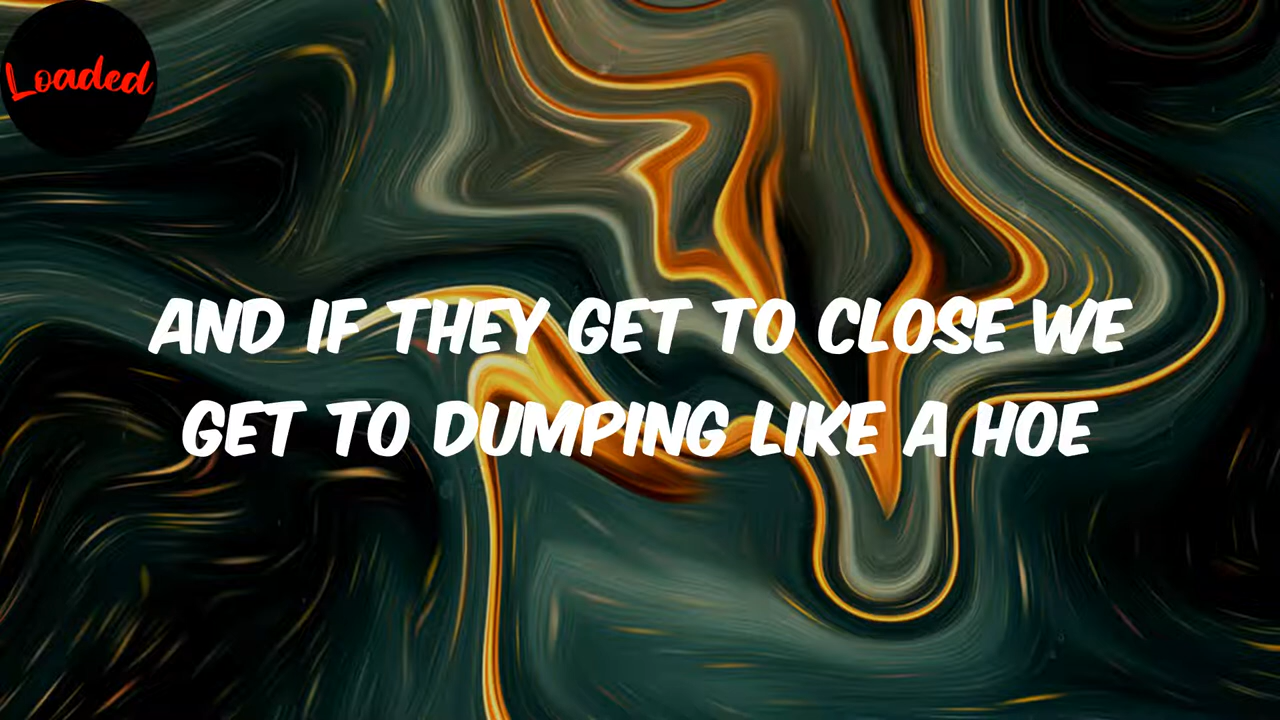 Loaded
AND IF THEY GET TO CLOSE WE
GET TO DUMPING LIKE A HOE